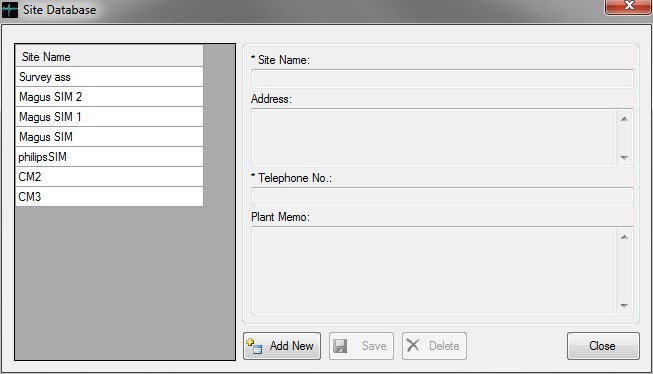 Site Database
Site Name
Survey ass
Magus SIM 2
Magus SIM 1
Magus SIM
philipsSIM
CM2
CM3
* Site Name:
Address:
* Telephone No.:
Plant Memo:
Add New
Save
Delete
Close